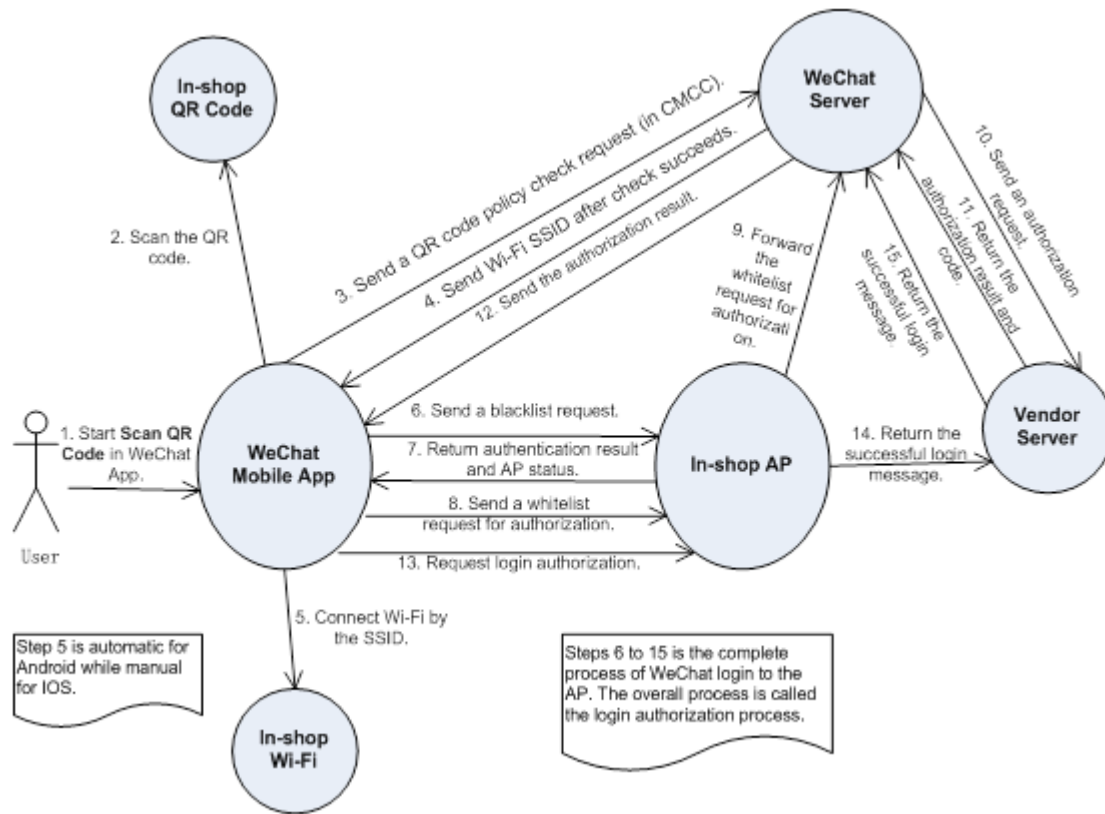 In-shop
QR Code
WeChat
Server
2. Scan the QR
code.
3. Send a QR code policy check request (in CMCC).
4. Send Wi-Fi SSID after check succeeds.
12. Send the authorization result.
9. Forward
the
whitelist
request for
authorizati
on.
10. Send an authorization
request.
11. Return the
authorization result and
code.
15. Return the
successful login
message.
1. Start Scan QR
Code in WeChat
App.
User
WeChat
Mobile App
6. Send a blacklist request.
7. Return authentication result
and AP status.
8. Send a whitelist
request for authorization.
13. Request login authorization.
In-shop AP
14. Return the
successful login
message.
Vendor
Server
5. Connect Wi-Fi by
the SSID.
In-shop
Wi-Fi
Step 5 is automatic for
Android while manual
for IOS.
Steps 6 to 15 is the complete
process of WeChat login to the
AP. The overall process is called
the login authorization process.